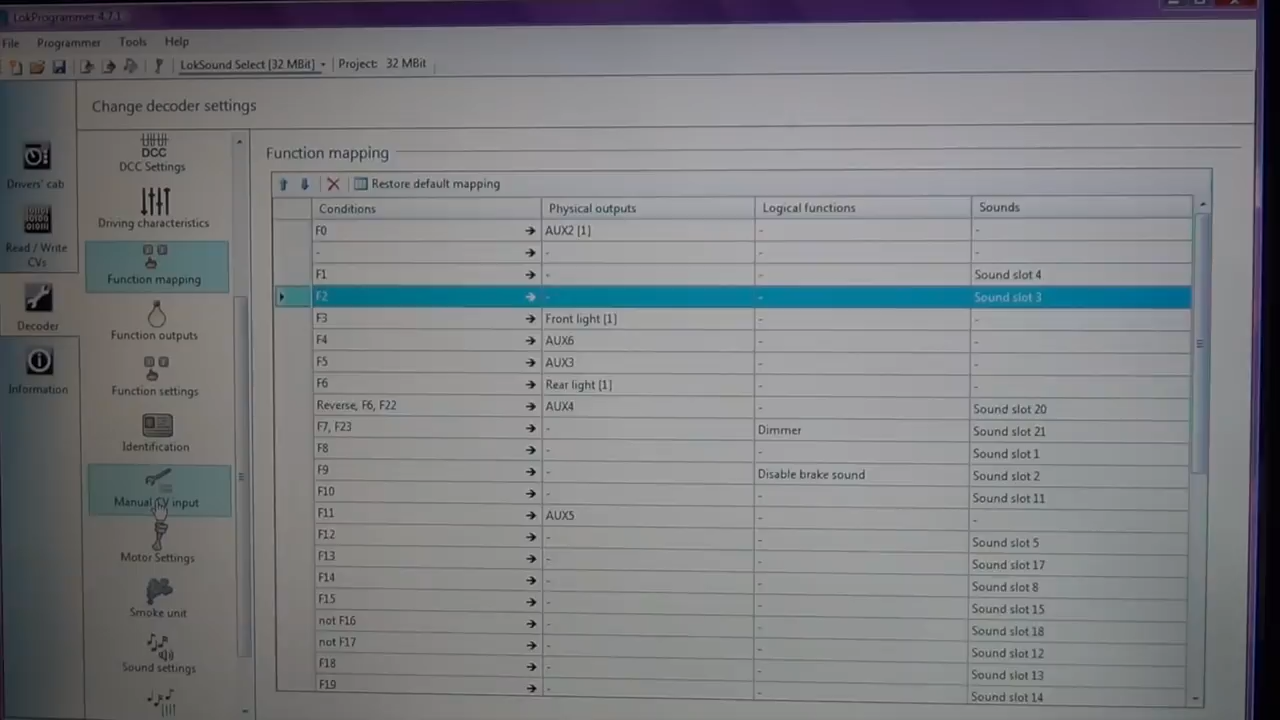 LokProgrammer 4.7.1
File Programmer Tools Help
LokSound Select [32 MBit] Project: 32 MBit
Change decoder settings
Drivers' cab
Read / Write CVs
Decoder
Information
DCC
DCC Settings
Driving characteristics
Function mapping
Function outputs
Function settings
Identification
Manual CV input
Motor Settings
Smoke unit
Sound settings
Function mapping
Restore default mapping
Conditions Physical outputs Logical functions Sounds
F0 → AUX2 [1] - -
- → - - -
F1 → - - Sound slot 4
F2 → - - Sound slot 3
F3 → Front light [1] - -
F4 → AUX6 - -
F5 → AUX3 - -
F6 → Rear light [1] - -
Reverse, F6, F22 → AUX4 - Sound slot 20
F7, F23 → - Dimmer Sound slot 21
F8 → - - Sound slot 1
F9 → - Disable brake sound Sound slot 2
F10 → - - Sound slot 11
F11 → AUX5 - -
F12 → - - Sound slot 5
F13 → - - Sound slot 17
F14 → - - Sound slot 8
F15 → - - Sound slot 15
not F16 → - - Sound slot 18
not F17 → - - Sound slot 12
F18 → - - Sound slot 13
F19 → - - Sound slot 14